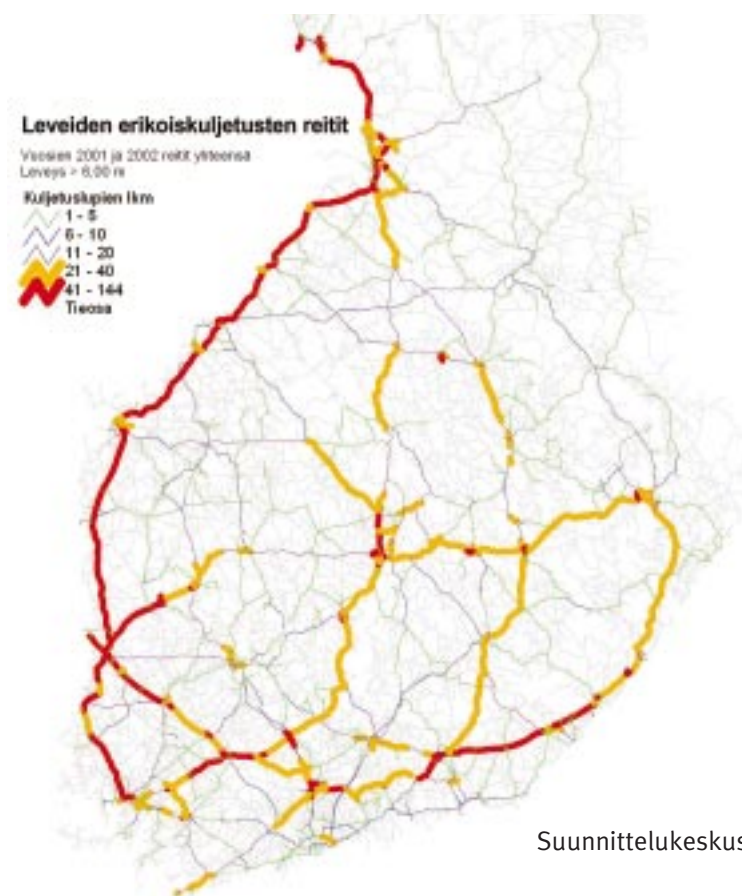 Leveiden erikoiskuljetusten reitit
Vuosien 2001 ja 2002 reitit yhteensä
Leveys > 6,00 m
Kuljetuslupien lkm
1 - 5
6 - 10
11 - 20
21 - 40
41 - 144
Tieosa
Suunnittelukeskus